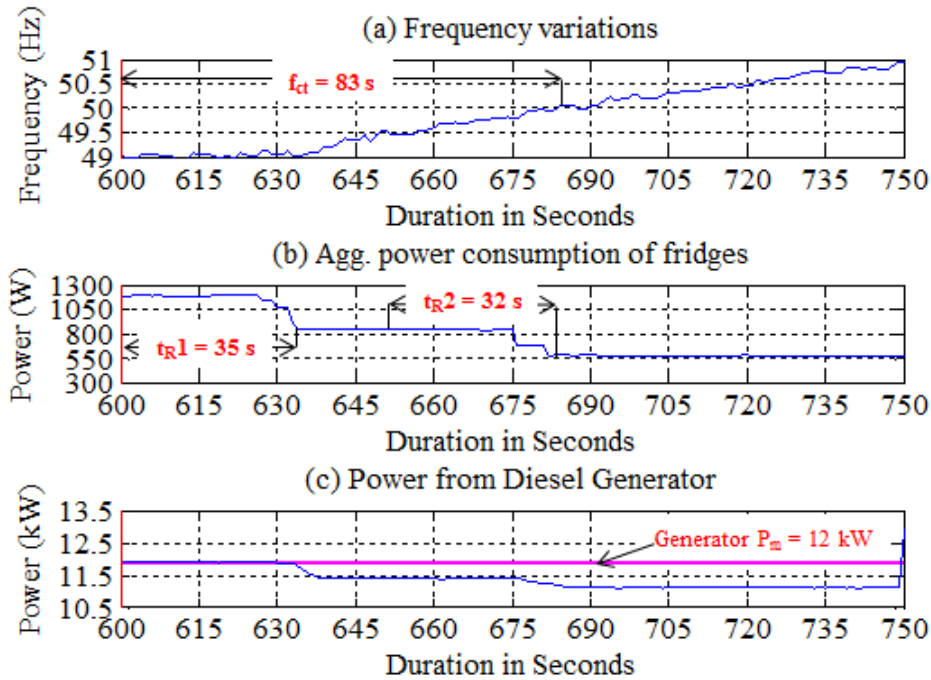 (a) Frequency variations
Frequency (Hz)
51
50.5
50
49.5
49
f_ct = 83 s
600 615 630 645 660 675 690 705 720 735 750
Duration in Seconds
(b) Agg. power consumption of fridges
Power (W)
1300
1050
800
550
300
t_R1 = 35 s
t_R2 = 32 s
600 615 630 645 660 675 690 705 720 735 750
Duration in Seconds
(c) Power from Diesel Generator
Power (kW)
13.5
12.5
11.5
10.5
Generator P_m = 12 kW
600 615 630 645 660 675 690 705 720 735 750
Duration in Seconds